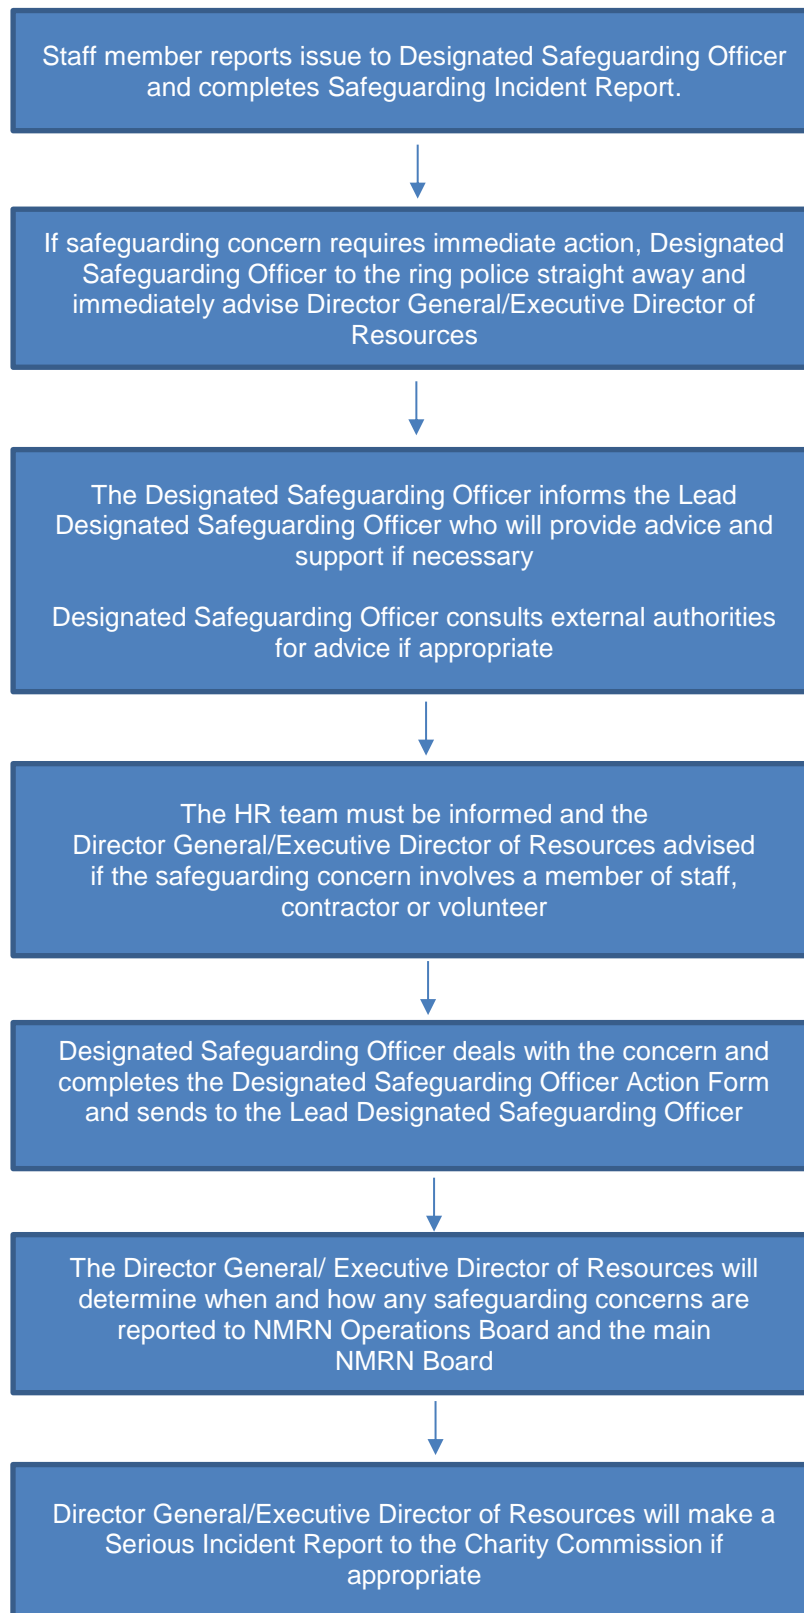 Staff member reports issue to Designated Safeguarding Officer
and completes Safeguarding Incident Report.
If safeguarding concern requires immediate action, Designated
Safeguarding Officer to the ring police straight away and
immediately advise Director General/Executive Director of
Resources
The Designated Safeguarding Officer informs the Lead
Designated Safeguarding Officer who will provide advice and
support if necessary
Designated Safeguarding Officer consults external authorities
for advice if appropriate
The HR team must be informed and the
Director General/Executive Director of Resources advised
if the safeguarding concern involves a member of staff,
contractor or volunteer
Designated Safeguarding Officer deals with the concern and
completes the Designated Safeguarding Officer Action Form
and sends to the Lead Designated Safeguarding Officer
The Director General/ Executive Director of Resources will
determine when and how any safeguarding concerns are
reported to NMRN Operations Board and the main
NMRN Board
Director General/Executive Director of Resources will make a
Serious Incident Report to the Charity Commission if
appropriate